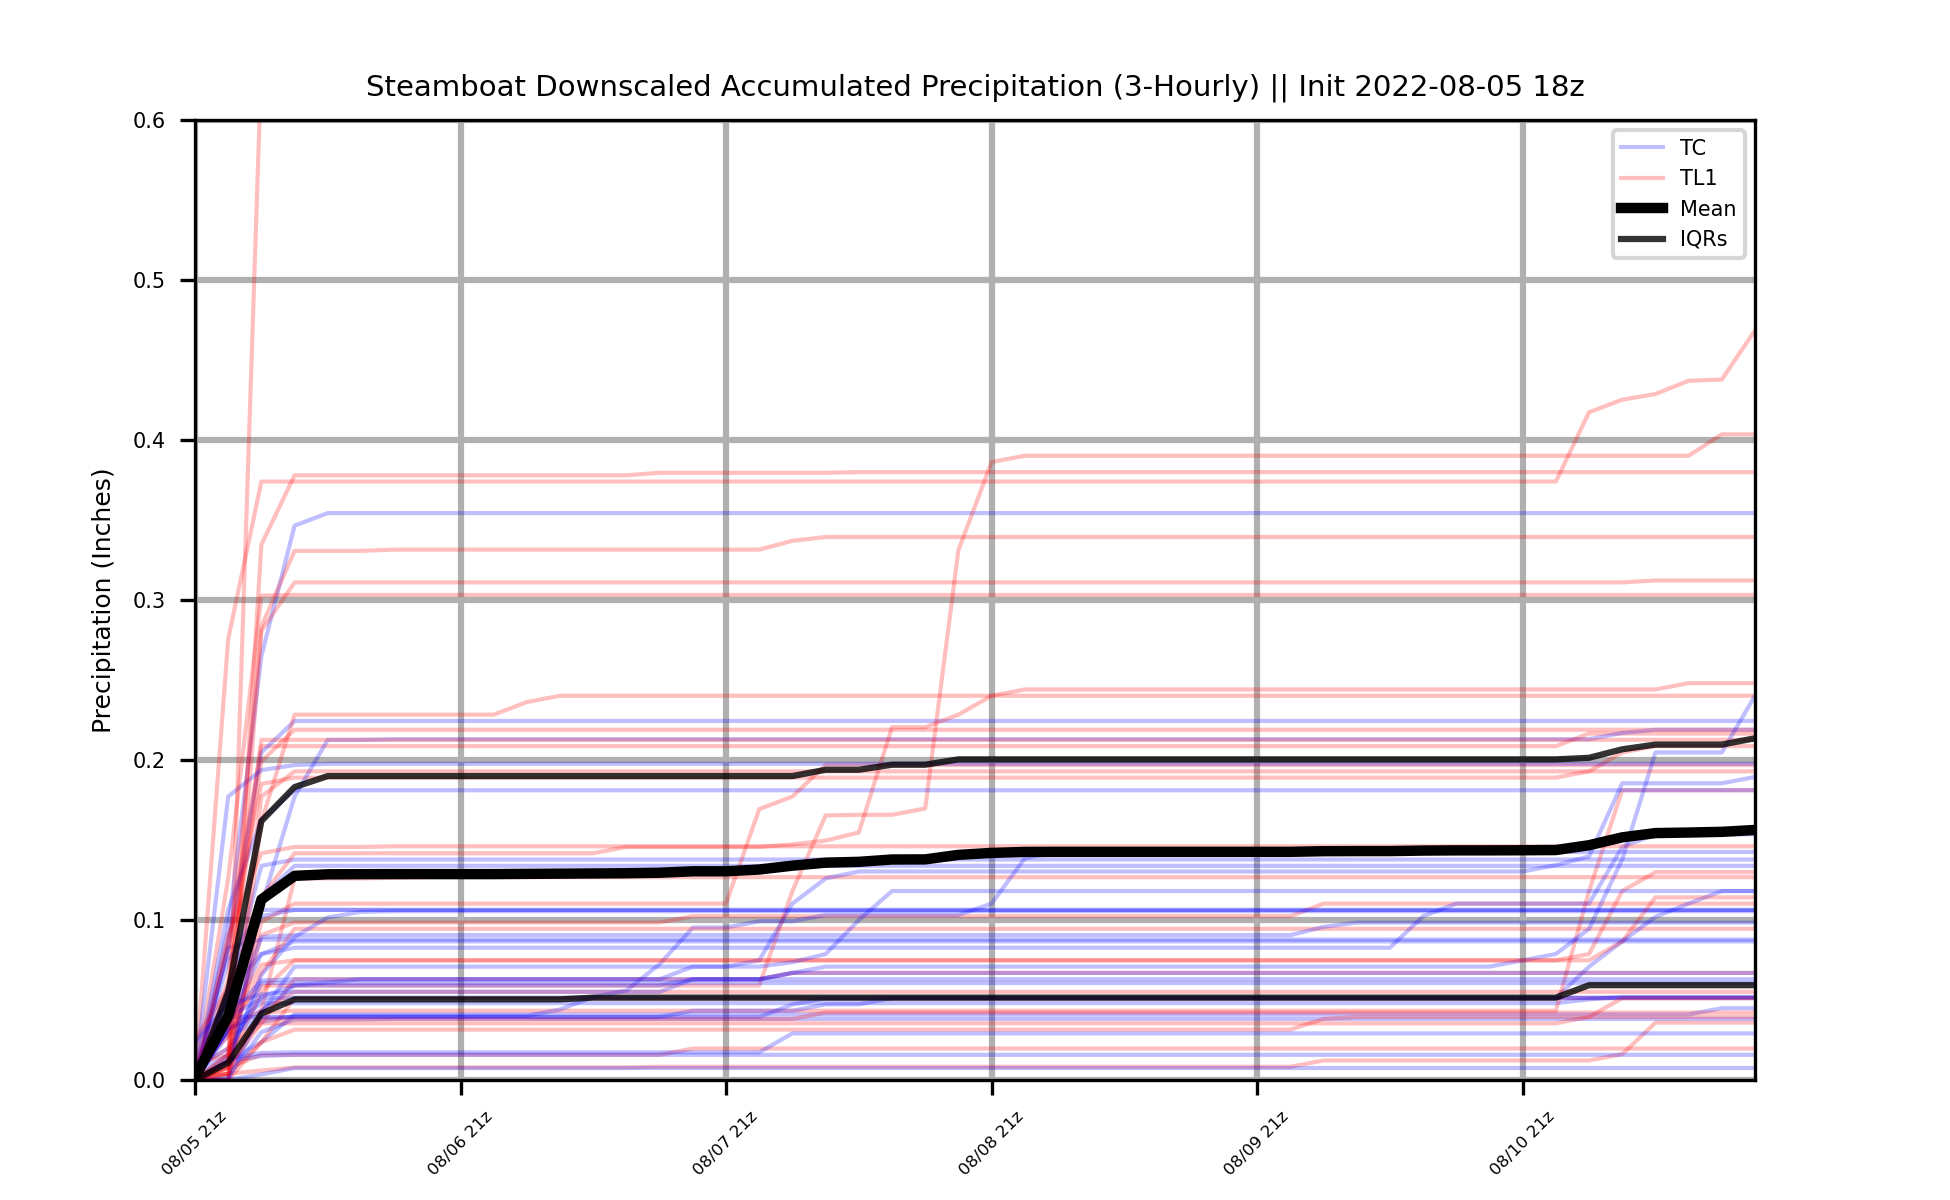 Steamboat Downscaled Accumulated Precipitation (3-Hourly) || Init 2022-08-05 18z
TC
TL1
Mean
IQRs
Precipitation (Inches)
0.6
0.5
0.4
0.3
0.2
0.1
0.0
08/05 21z
08/06 21z
08/07 21z
08/08 21z
08/09 21z
08/10 21z